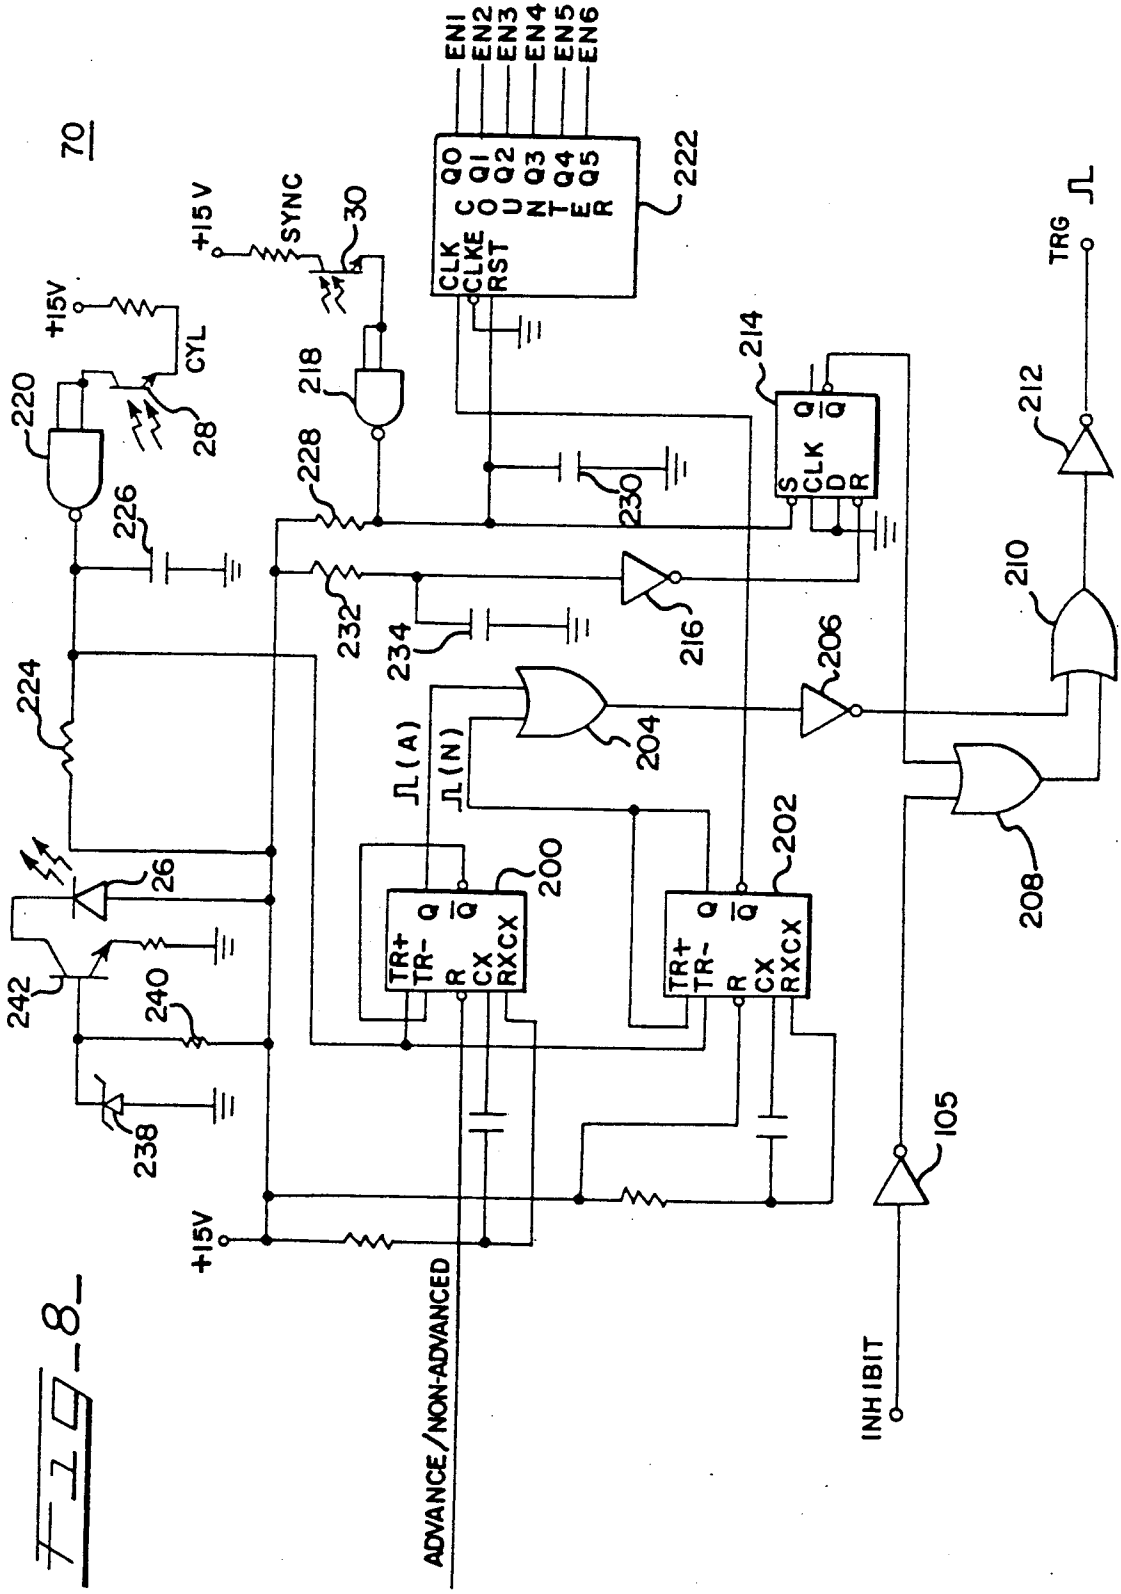 Fig-8-
70
+15V
242
238
240
26
224
226
220
28
CYL
+15V
+15V
SYNC
30
218
228
232
234
230
216
CLK
CLKE
RST
COUNTER
Q0
Q1
Q2
Q3
Q4
Q5
EN1
EN2
EN3
EN4
EN5
EN6
222
ADVANCE/NON-ADVANCED
TR+
TR-
R
CX
RXCX
Q
Q̅
200
(A)
(N)
204
206
TR+
TR-
R
CX
RXCX
Q
Q̅
202
S
CLK
D
R
Q
Q̅
214
INHIBIT
105
208
210
212
TRG